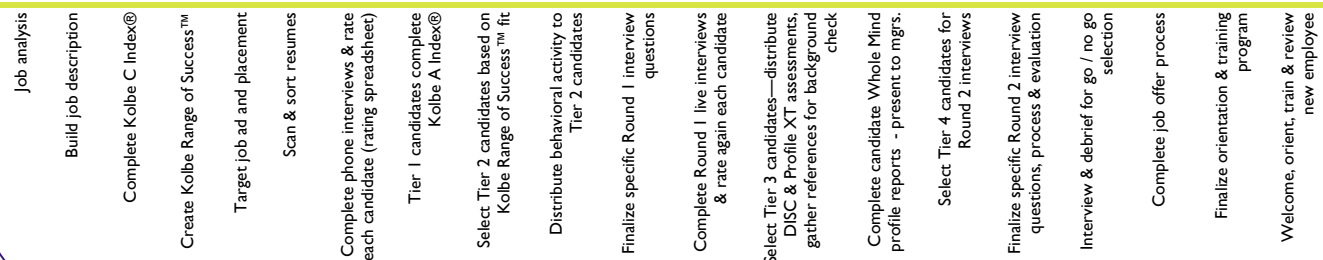 Job analysis
Build job description
Complete Kolbe C Index®
Create Kolbe Range of Success™
Target job ad and placement
Scan & sort resumes
Complete phone interviews & rate
each candidate (rating spreadsheet)
Tier 1 candidates complete
Kolbe A Index®
Select Tier 2 candidates based on
Kolbe Range of Success™ fit
Distribute behavioral activity to
Tier 2 candidates
Finalize specific Round 1 interview
questions
Complete Round 1 live interviews
& rate again each candidate
Select Tier 3 candidates—distribute
DISC & Profile XT assessments,
gather references for background
check
Complete candidate Whole Mind
profile reports - present to mgrs.
Select Tier 4 candidates for
Round 2 interviews
Finalize specific Round 2 interview
questions, process & evaluation
Interview & debrief for go / no go
selection
Complete job offer process
Finalize orientation & training
program
Welcome, orient, train & review
new employee